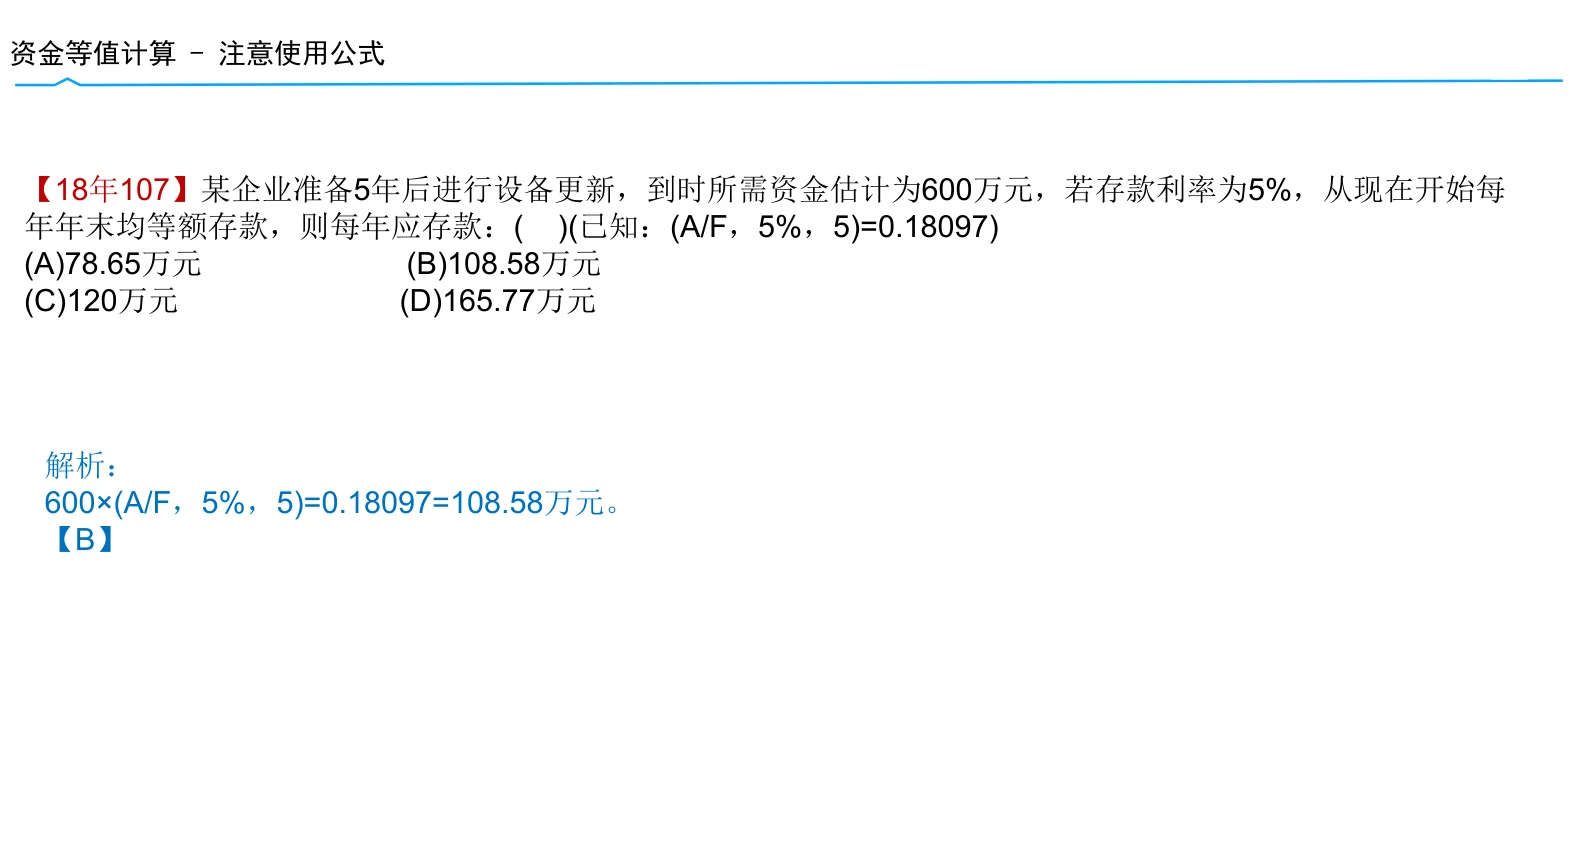 资金等值计算 - 注意使用公式
【18年107】某企业准备5年后进行设备更新，到时所需资金估计为600万元，若存款利率为5%，从现在开始每
年年末均等额存款，则每年应存款：( )(已知：(A/F，5%，5)=0.18097)
(A)78.65万元 (B)108.58万元
(C)120万元 (D)165.77万元
解析：
600×(A/F，5%，5)=0.18097=108.58万元。
【B】